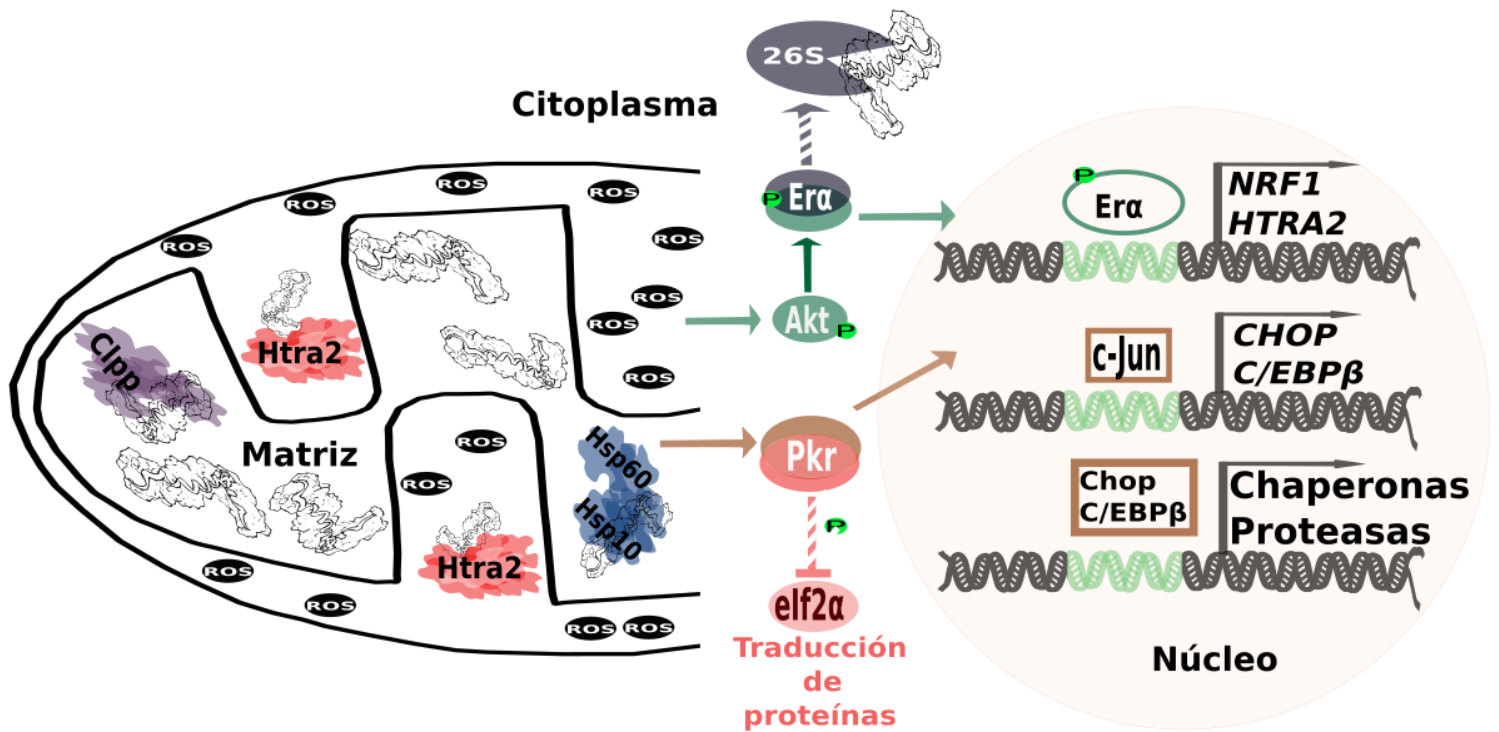 26S
Citoplasma
ROS
ROS
ROS
ROS
ROS
P
Erα
P
Erα
NRF1
HTRA2
ROS
ROS
Akt
P
Clpp
Htra2
ROS
c-Jun
CHOP
C/EBPβ
Matriz
ROS
ROS
Hsp60
Hsp10
Pkr
Htra2
P
Chop
C/EBPβ
Chaperonas
Proteasas
ROS
ROS
ROS
ROS
eIf2α
Traducción
de
proteínas
Núcleo